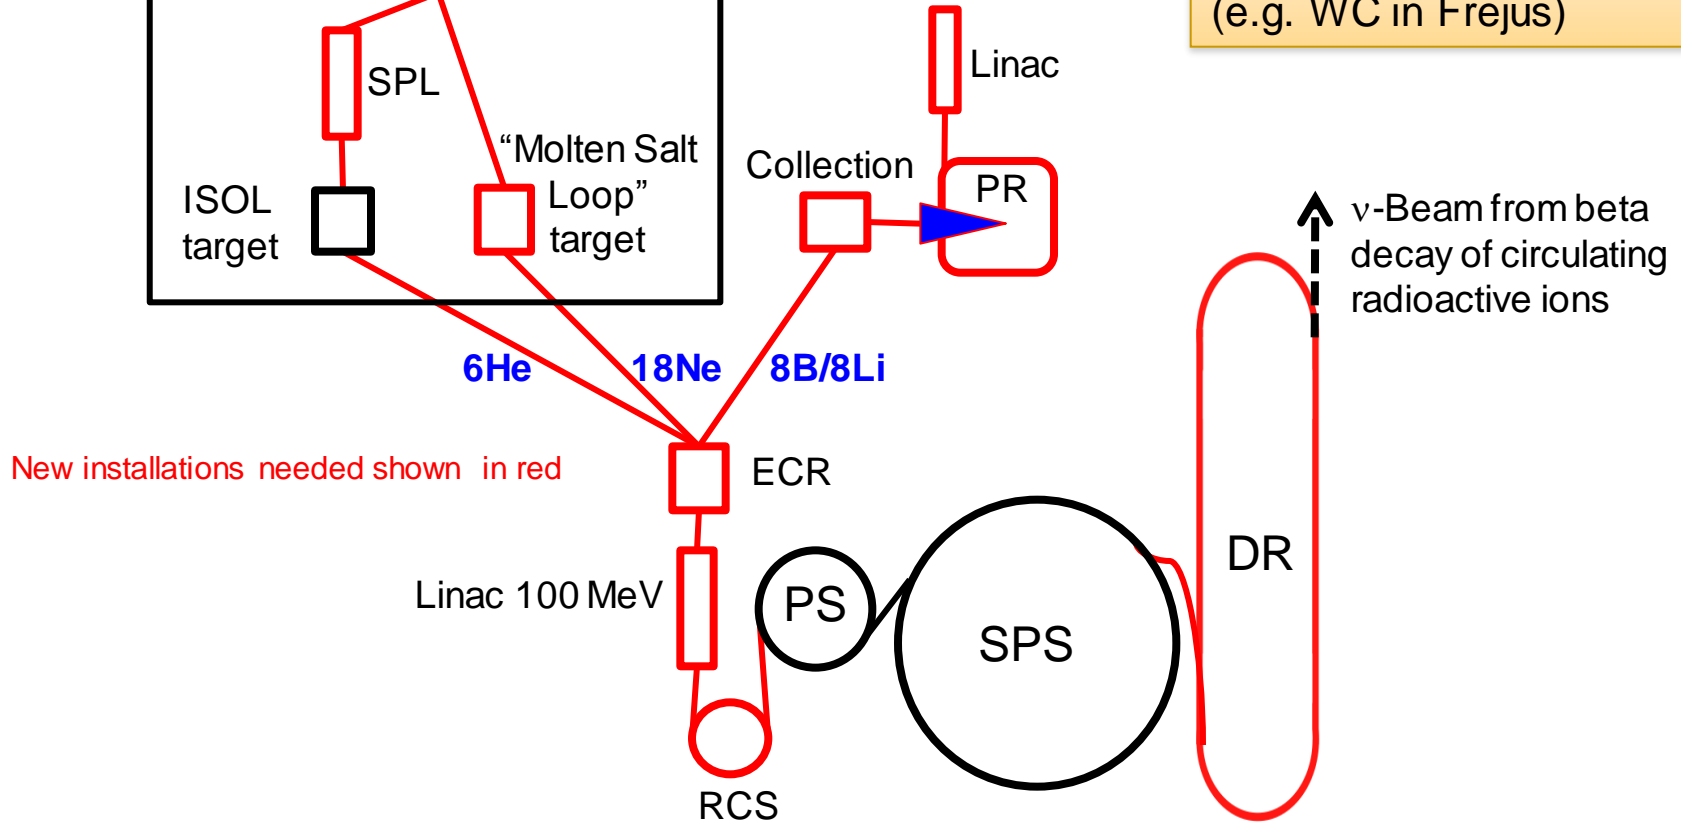 (e.g. WC in Frejus)
Linac
SPL
“Molten Salt
Loop”
target
ISOL
target
Collection
PR
ν-Beam from beta
decay of circulating
radioactive ions
6He
18Ne
8B/8Li
New installations needed shown in red
ECR
Linac 100 MeV
PS
SPS
DR
RCS